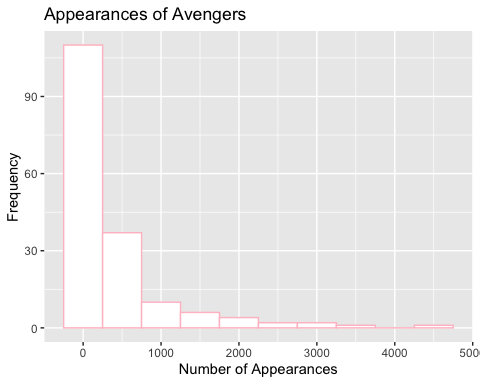 Appearances of Avengers
Frequency
90
60
30
0
0 1000 2000 3000 4000 5000
Number of Appearances